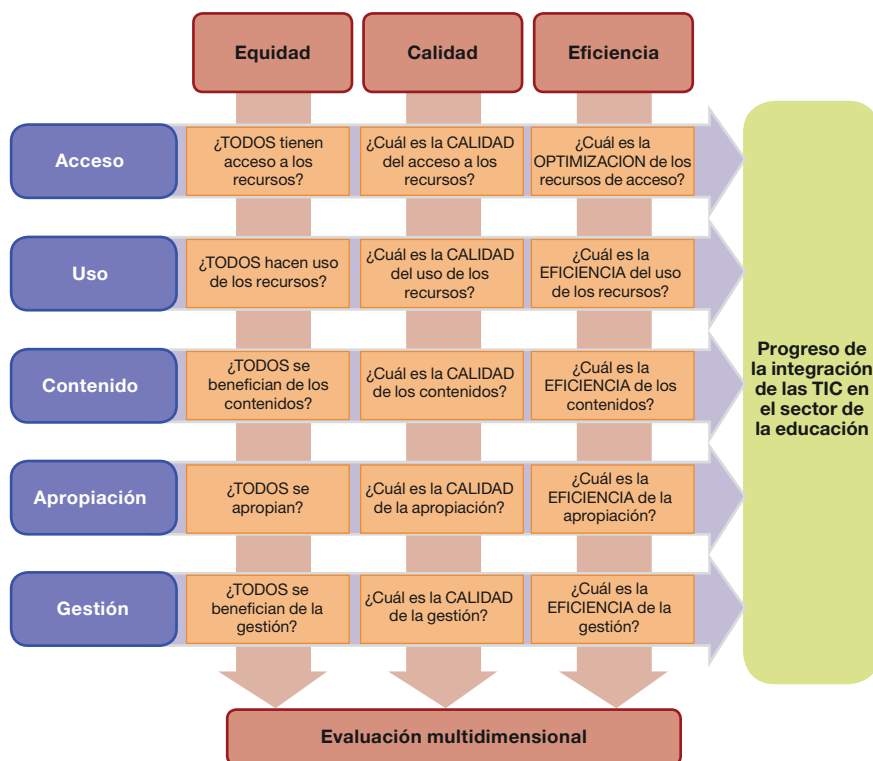 Equidad
Calidad
Eficiencia
Acceso
¿TODOS tienen
acceso a los
recursos?
¿Cuál es la CALIDAD
del acceso a los
recursos?
¿Cuál es la
OPTIMIZACION de los
recursos de acceso?
Uso
¿TODOS hacen uso
de los recursos?
¿Cuál es la CALIDAD
del uso de los
recursos?
¿Cuál es la
EFICIENCIA del uso
de los recursos?
Contenido
¿TODOS se
benefician de los
contenidos?
¿Cuál es la CALIDAD
de los contenidos?
¿Cuál es la
EFICIENCIA de los
contenidos?
Apropiación
¿TODOS se
apropian?
¿Cuál es la CALIDAD
de la apropiación?
¿Cuál es la
EFICIENCIA de la
apropiación?
Gestión
¿TODOS se
benefician de la
gestión?
¿Cuál es la CALIDAD
de la gestión?
¿Cuál es la
EFICIENCIA de la
gestión?
Progreso de
la integración
de las TIC en
el sector de
la educación
Evaluación multidimensional